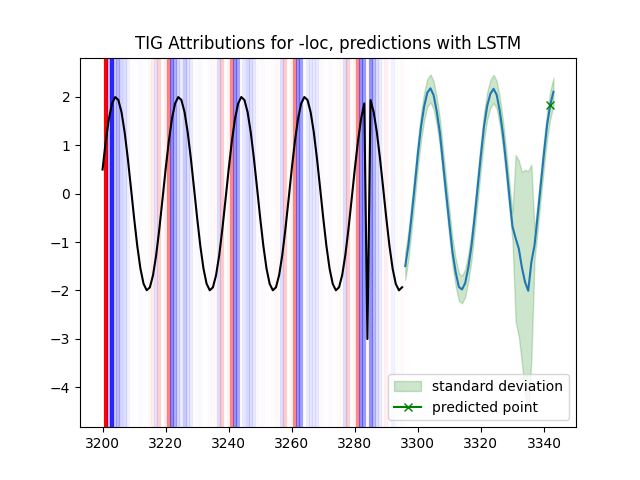 TIG Attributions for -loc, predictions with LSTM
2
1
0
−1
−2
−3
−4
standard deviation
predicted point
3200 3220 3240 3260 3280 3300 3320 3340